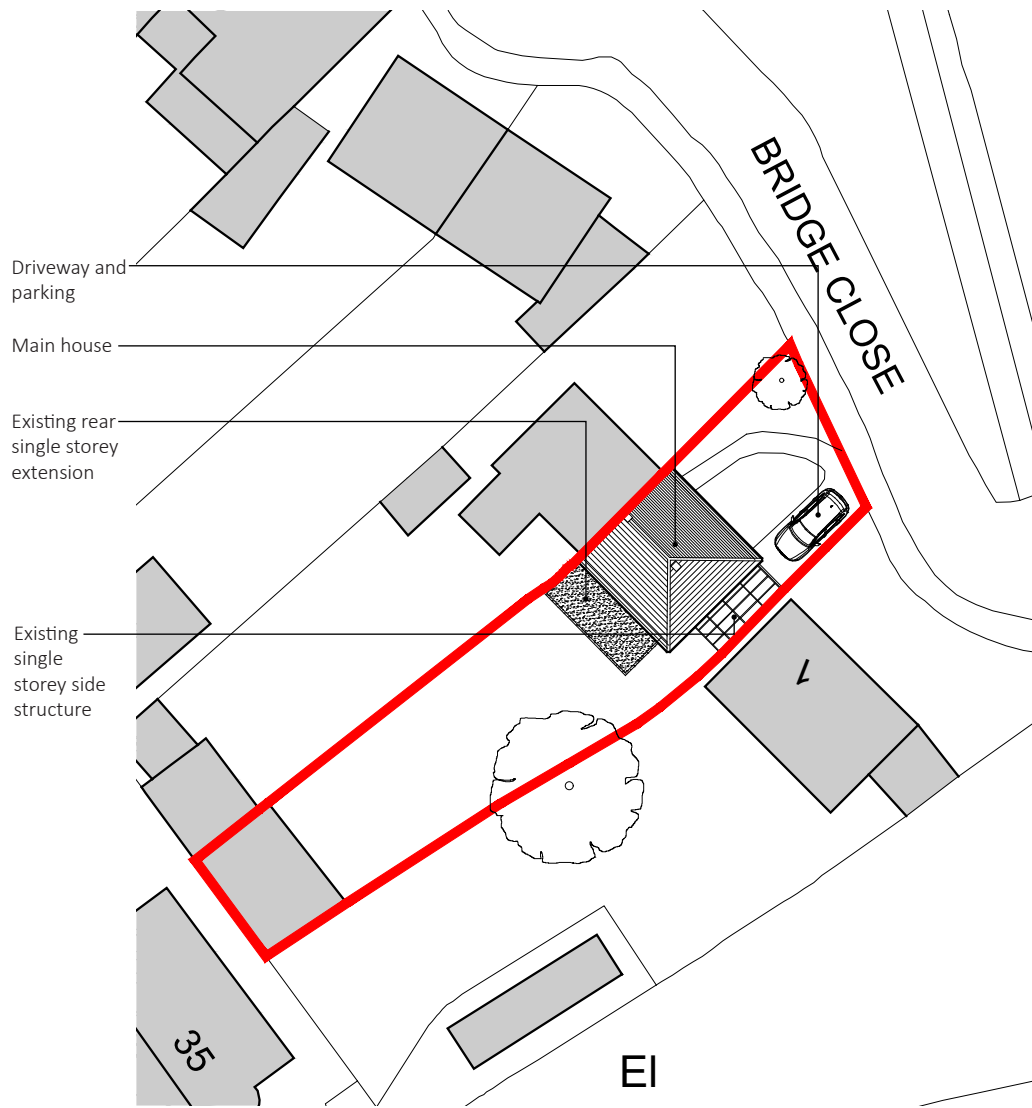 BRIDGE CLOSE
Driveway and
parking
Main house
Existing rear
single storey
extension
Existing
single
storey side
structure
1
35
El